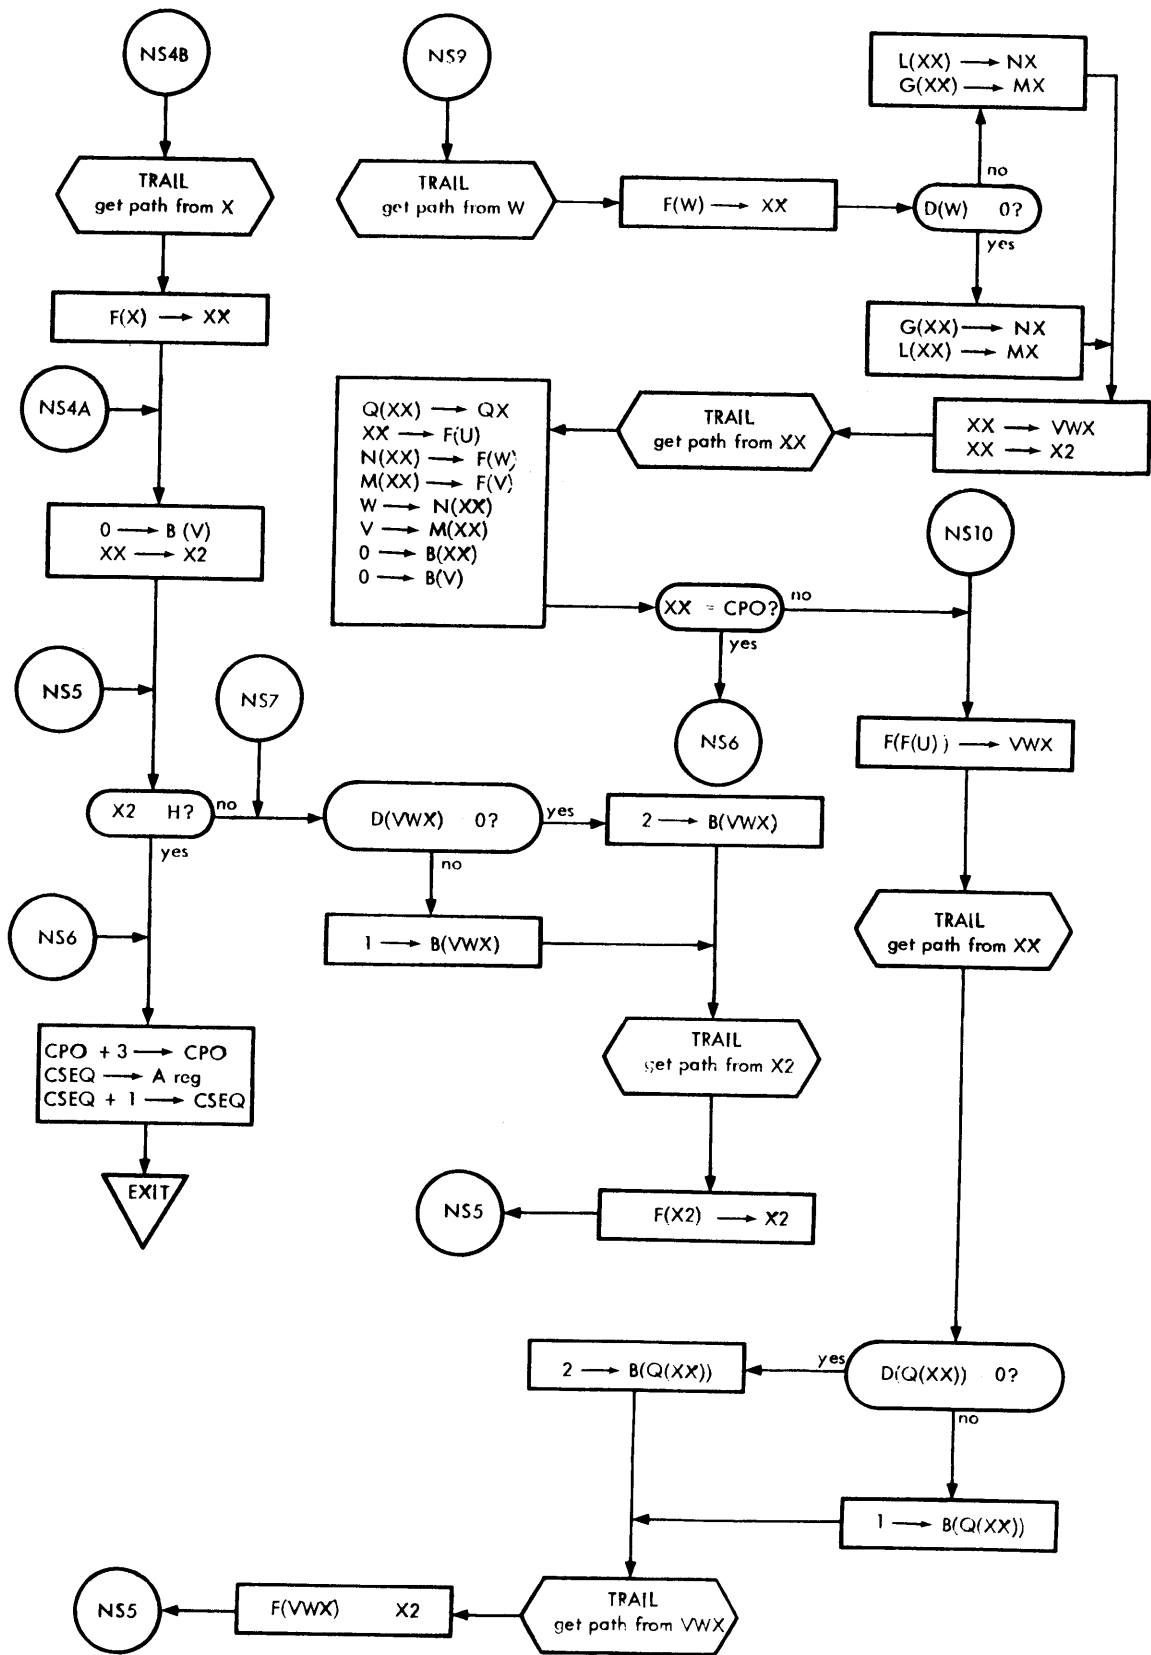 NS4B
TRAIL
get path from X
F(X) → XX
NS4A
0 → B (V)
XX → X2
NS5
X2 H?
no
yes
NS6
CPO + 3 → CPO
CSEQ → A reg
CSEQ + 1 → CSEQ
EXIT
NS7
D(VWX) 0?
yes
no
2 → B(VWX)
1 → B(VWX)
TRAIL
get path from X2
F(X2) → X2
NS5
NS9
TRAIL
get path from W
F(W) → XX
D(W) 0?
no
yes
L(XX) → NX
G(XX) → MX
G(XX) → NX
L(XX) → MX
XX → VWX
XX → X2
TRAIL
get path from XX
Q(XX) → QX
XX → F(U)
N(XX) → F(W)
M(XX) → F(V)
W → N(XX)
V → M(XX)
0 → B(XX)
0 → B(V)
XX = CPO?
no
yes
NS6
NS10
F(F(U)) → VWX
TRAIL
get path from XX
D(Q(XX)) 0?
yes
no
2 → B(Q(XX))
1 → B(Q(XX))
TRAIL
get path from VWX
F(VWX) X2
NS5